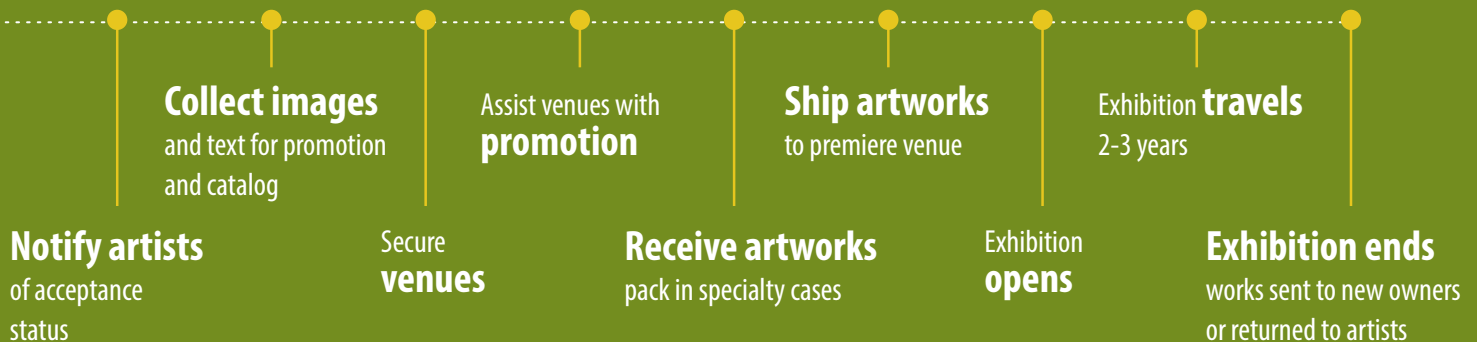 Notify artists
of acceptance
status
Collect images
and text for promotion
and catalog
Secure
venues
Assist venues with
promotion
Receive artworks
pack in specialty cases
Ship artworks
to premiere venue
Exhibition
opens
Exhibition travels
2-3 years
Exhibition ends
works sent to new owners
or returned to artists